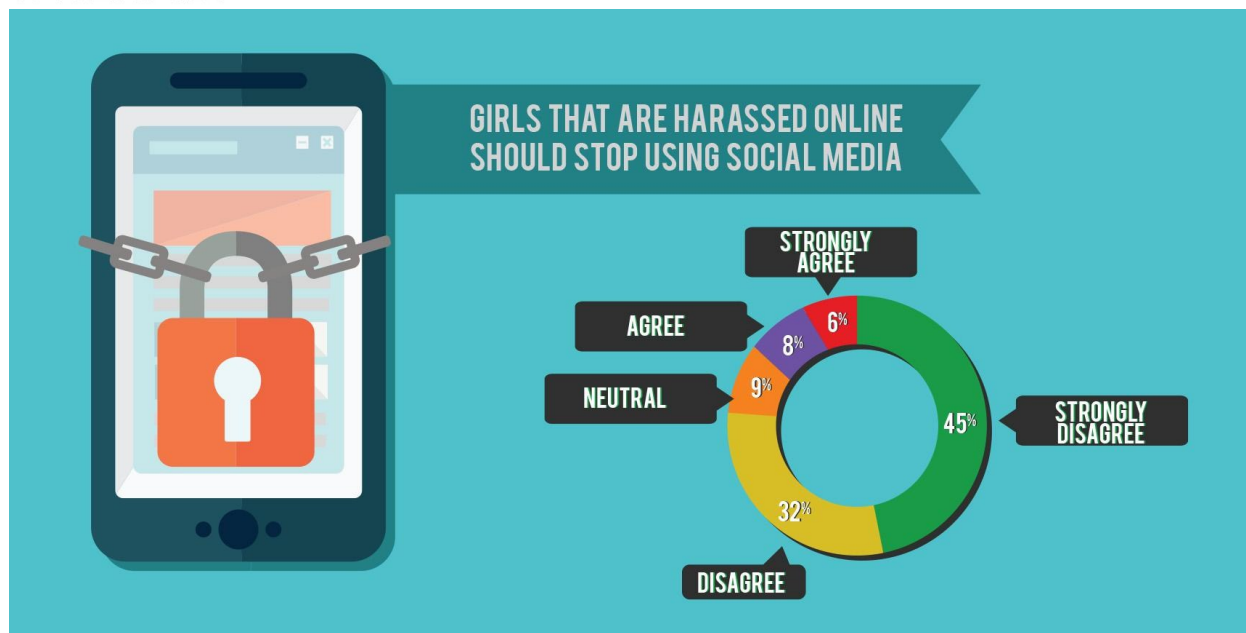 GIRLS THAT ARE HARASSED ONLINE
SHOULD STOP USING SOCIAL MEDIA
STRONGLY
AGREE
6%
AGREE
8%
NEUTRAL
9%
STRONGLY
DISAGREE
45%
32%
DISAGREE